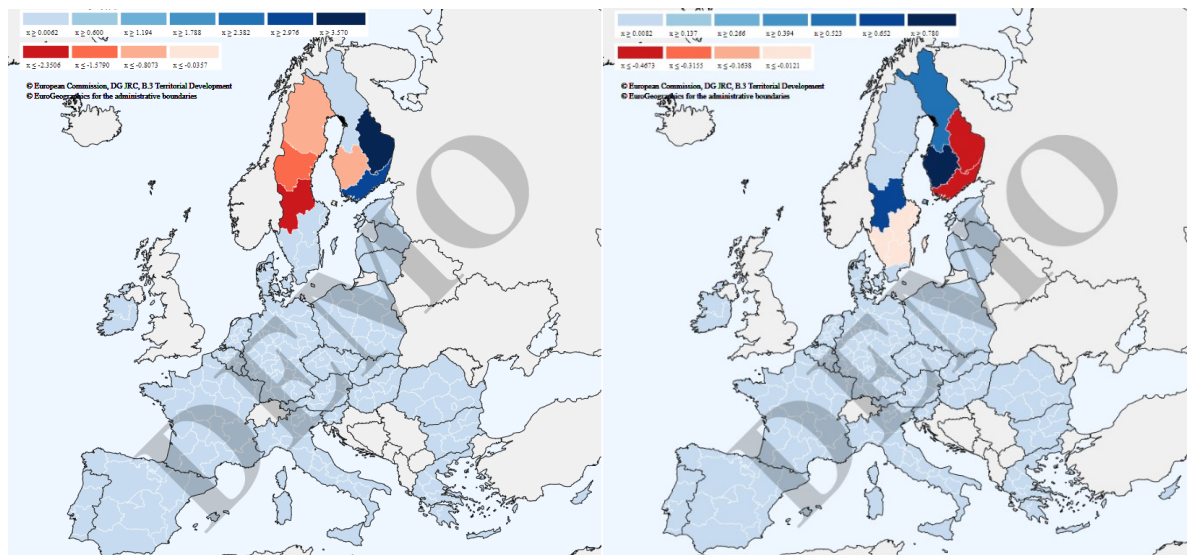 x ≥ 0.0062 x ≥ 0.600 x ≥ 1.194 x ≥ 1.788 x ≥ 2.382 x ≥ 2.976 x ≥ 3.570
x ≤ -2.3506 x ≤ -1.5790 x ≤ -0.8073 x ≤ -0.0357
© European Commission, DG JRC, B.3 Territorial Development
© EuroGeographics for the administrative boundaries
DEMO
x ≥ 0.0082 x ≥ 0.137 x ≥ 0.266 x ≥ 0.394 x ≥ 0.523 x ≥ 0.652 x ≥ 0.780
x ≤ -0.4673 x ≤ -0.3155 x ≤ -0.1638 x ≤ -0.0121
© European Commission, DG JRC, B.3 Territorial Development
© EuroGeographics for the administrative boundaries
DEMO